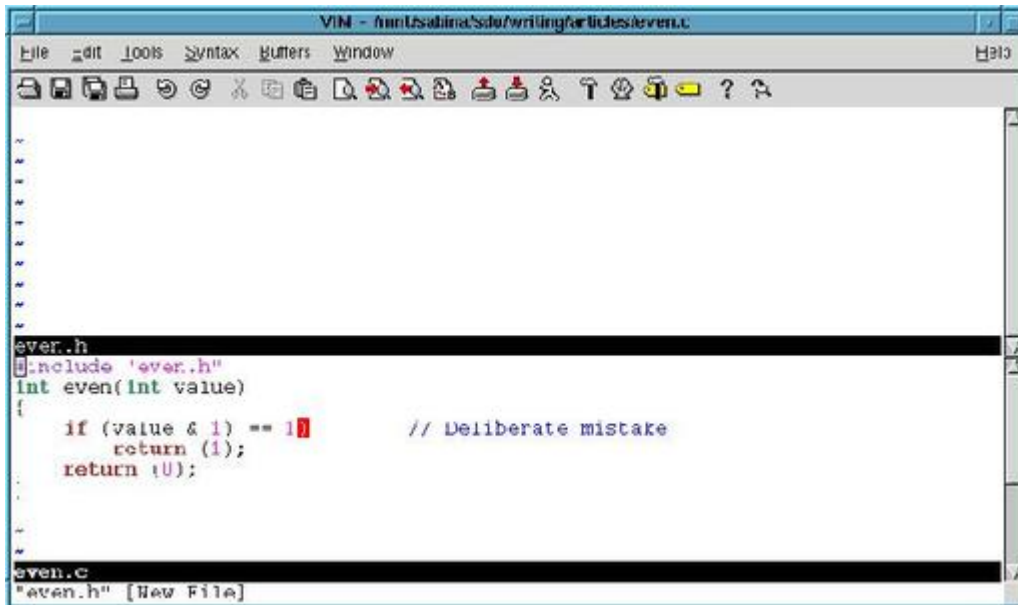 VIM - /mnt/sabina/sdo/writing/articles/even.c
File Edit Tools Syntax Buffers Window Help
~
~
~
~
~
~
~
~
~
~
even.h
#include "even.h"
int even(int value)
{
    if (value & 1) == 1)          // Deliberate mistake
        return (1);
    return (0);
}
~
~
even.c
"even.h" [New File]